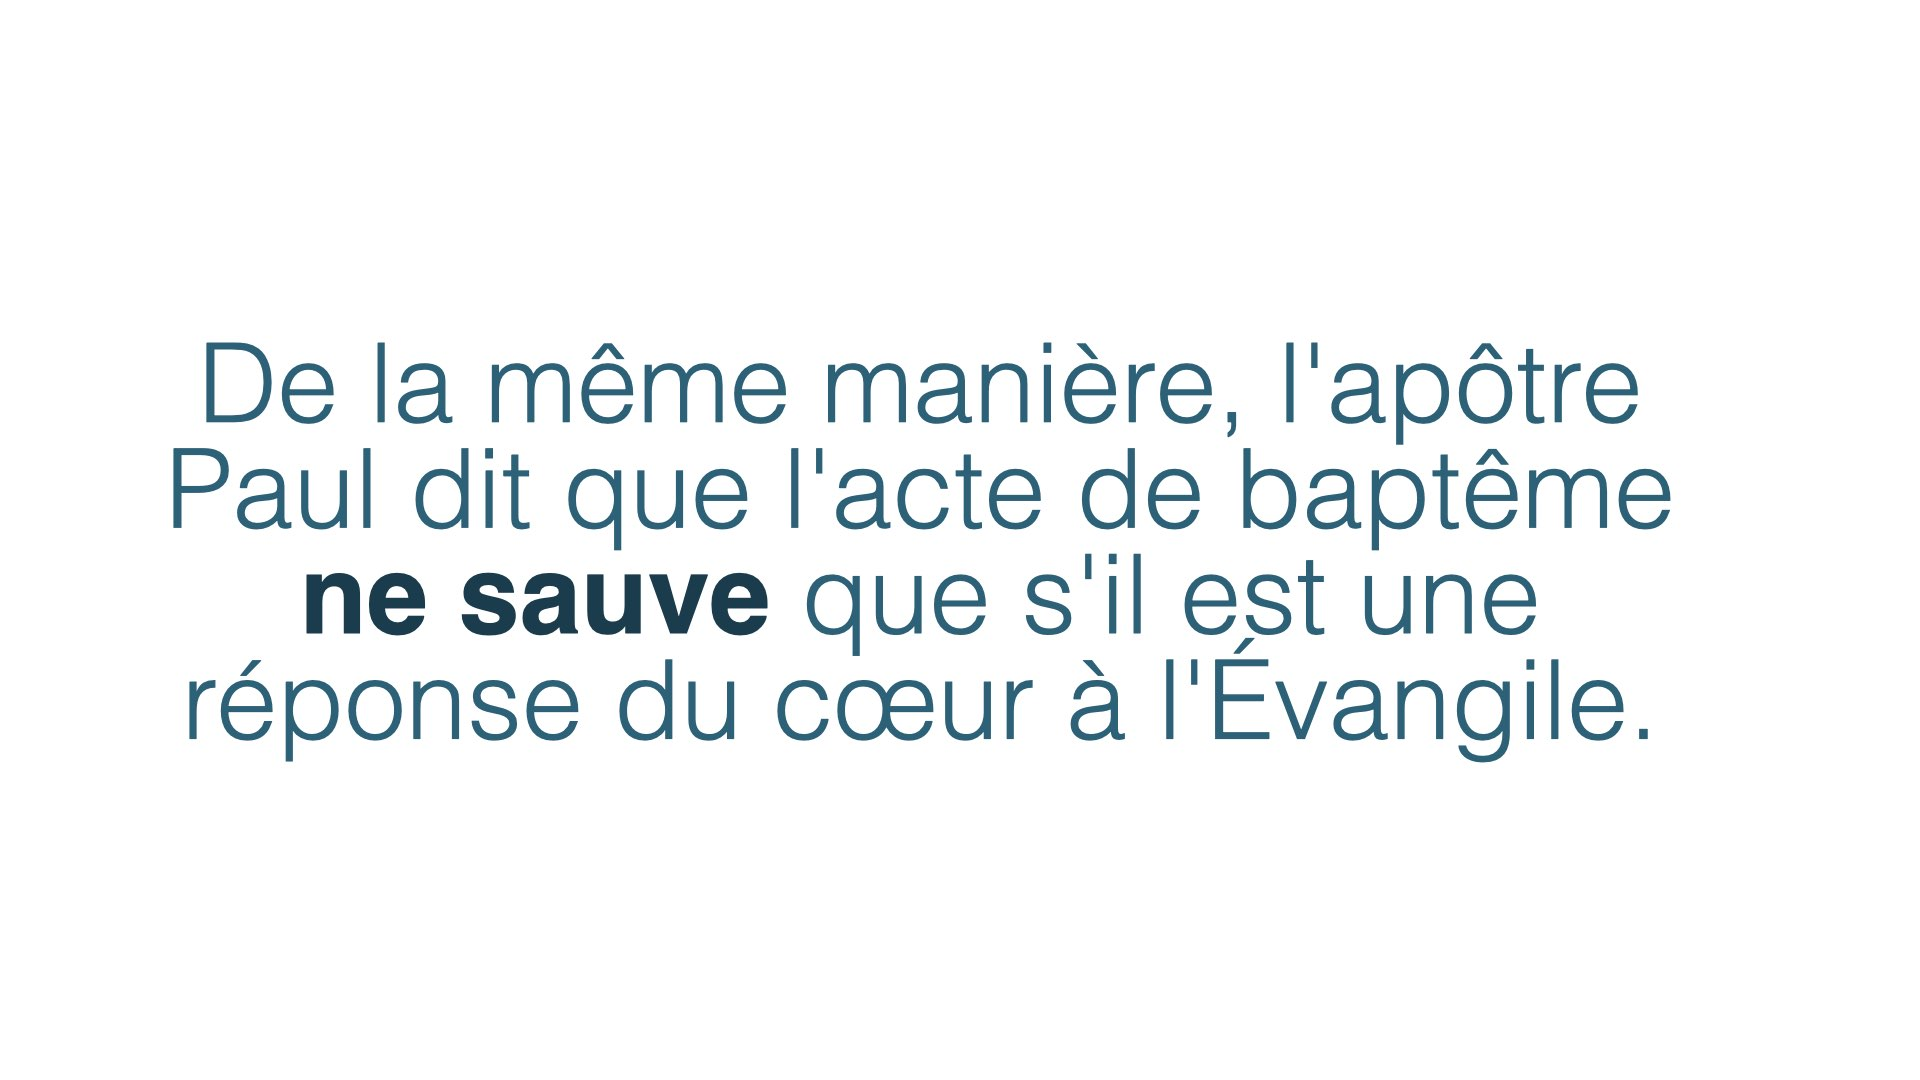 De la même manière, l'apôtre
Paul dit que l'acte de baptême
ne sauve que s'il est une
réponse du cœur à l'Évangile.